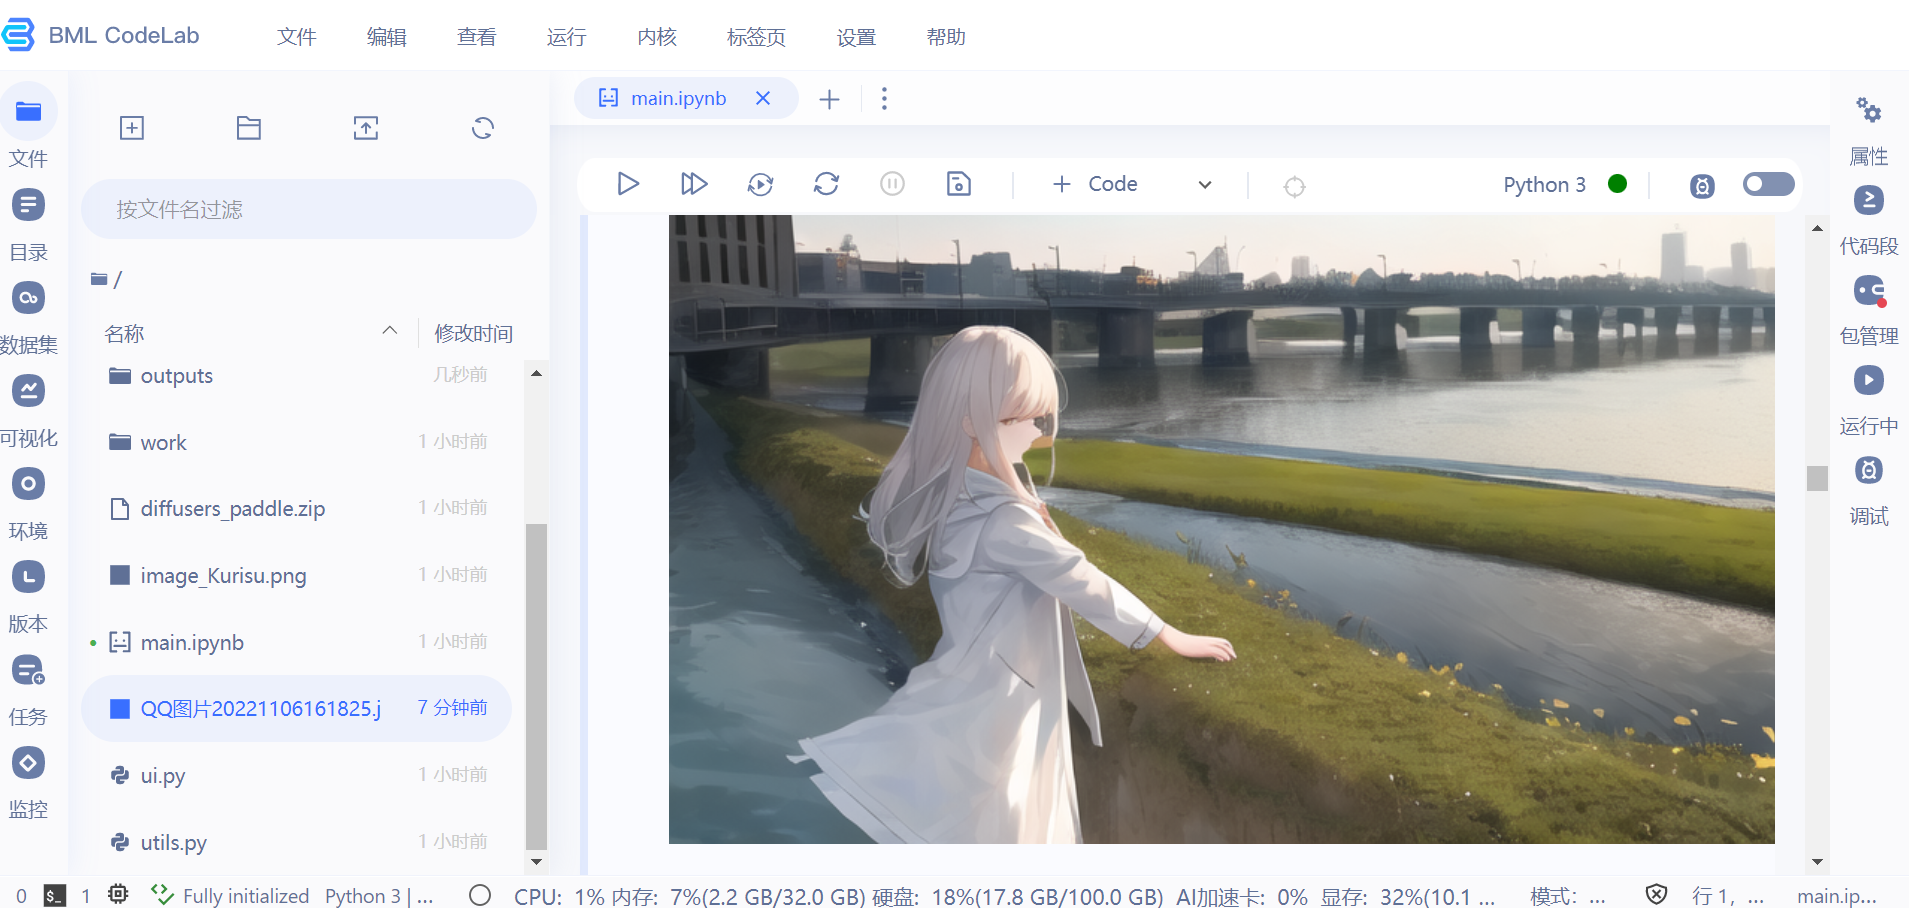 BML CodeLab 文件 编辑 查看 运行 内核 标签页 设置 帮助
main.ipynb
文件
目录
数据集
可视化
环境
版本
任务
监控
按文件名过滤
/
名称 修改时间
outputs 几秒前
work 1 小时前
diffusers_paddle.zip 1 小时前
image_Kurisu.png 1 小时前
main.ipynb 1 小时前
QQ图片20221106161825.j 7 分钟前
ui.py 1 小时前
utils.py 1 小时前
Code Python 3
属性
代码段
包管理
运行中
调试
0 1 Fully initialized Python 3 | ... CPU: 1% 内存: 7%(2.2 GB/32.0 GB) 硬盘: 18%(17.8 GB/100.0 GB) AI加速卡: 0% 显存: 32%(10.1 ... 模式: ... 行 1, ... main.ip...